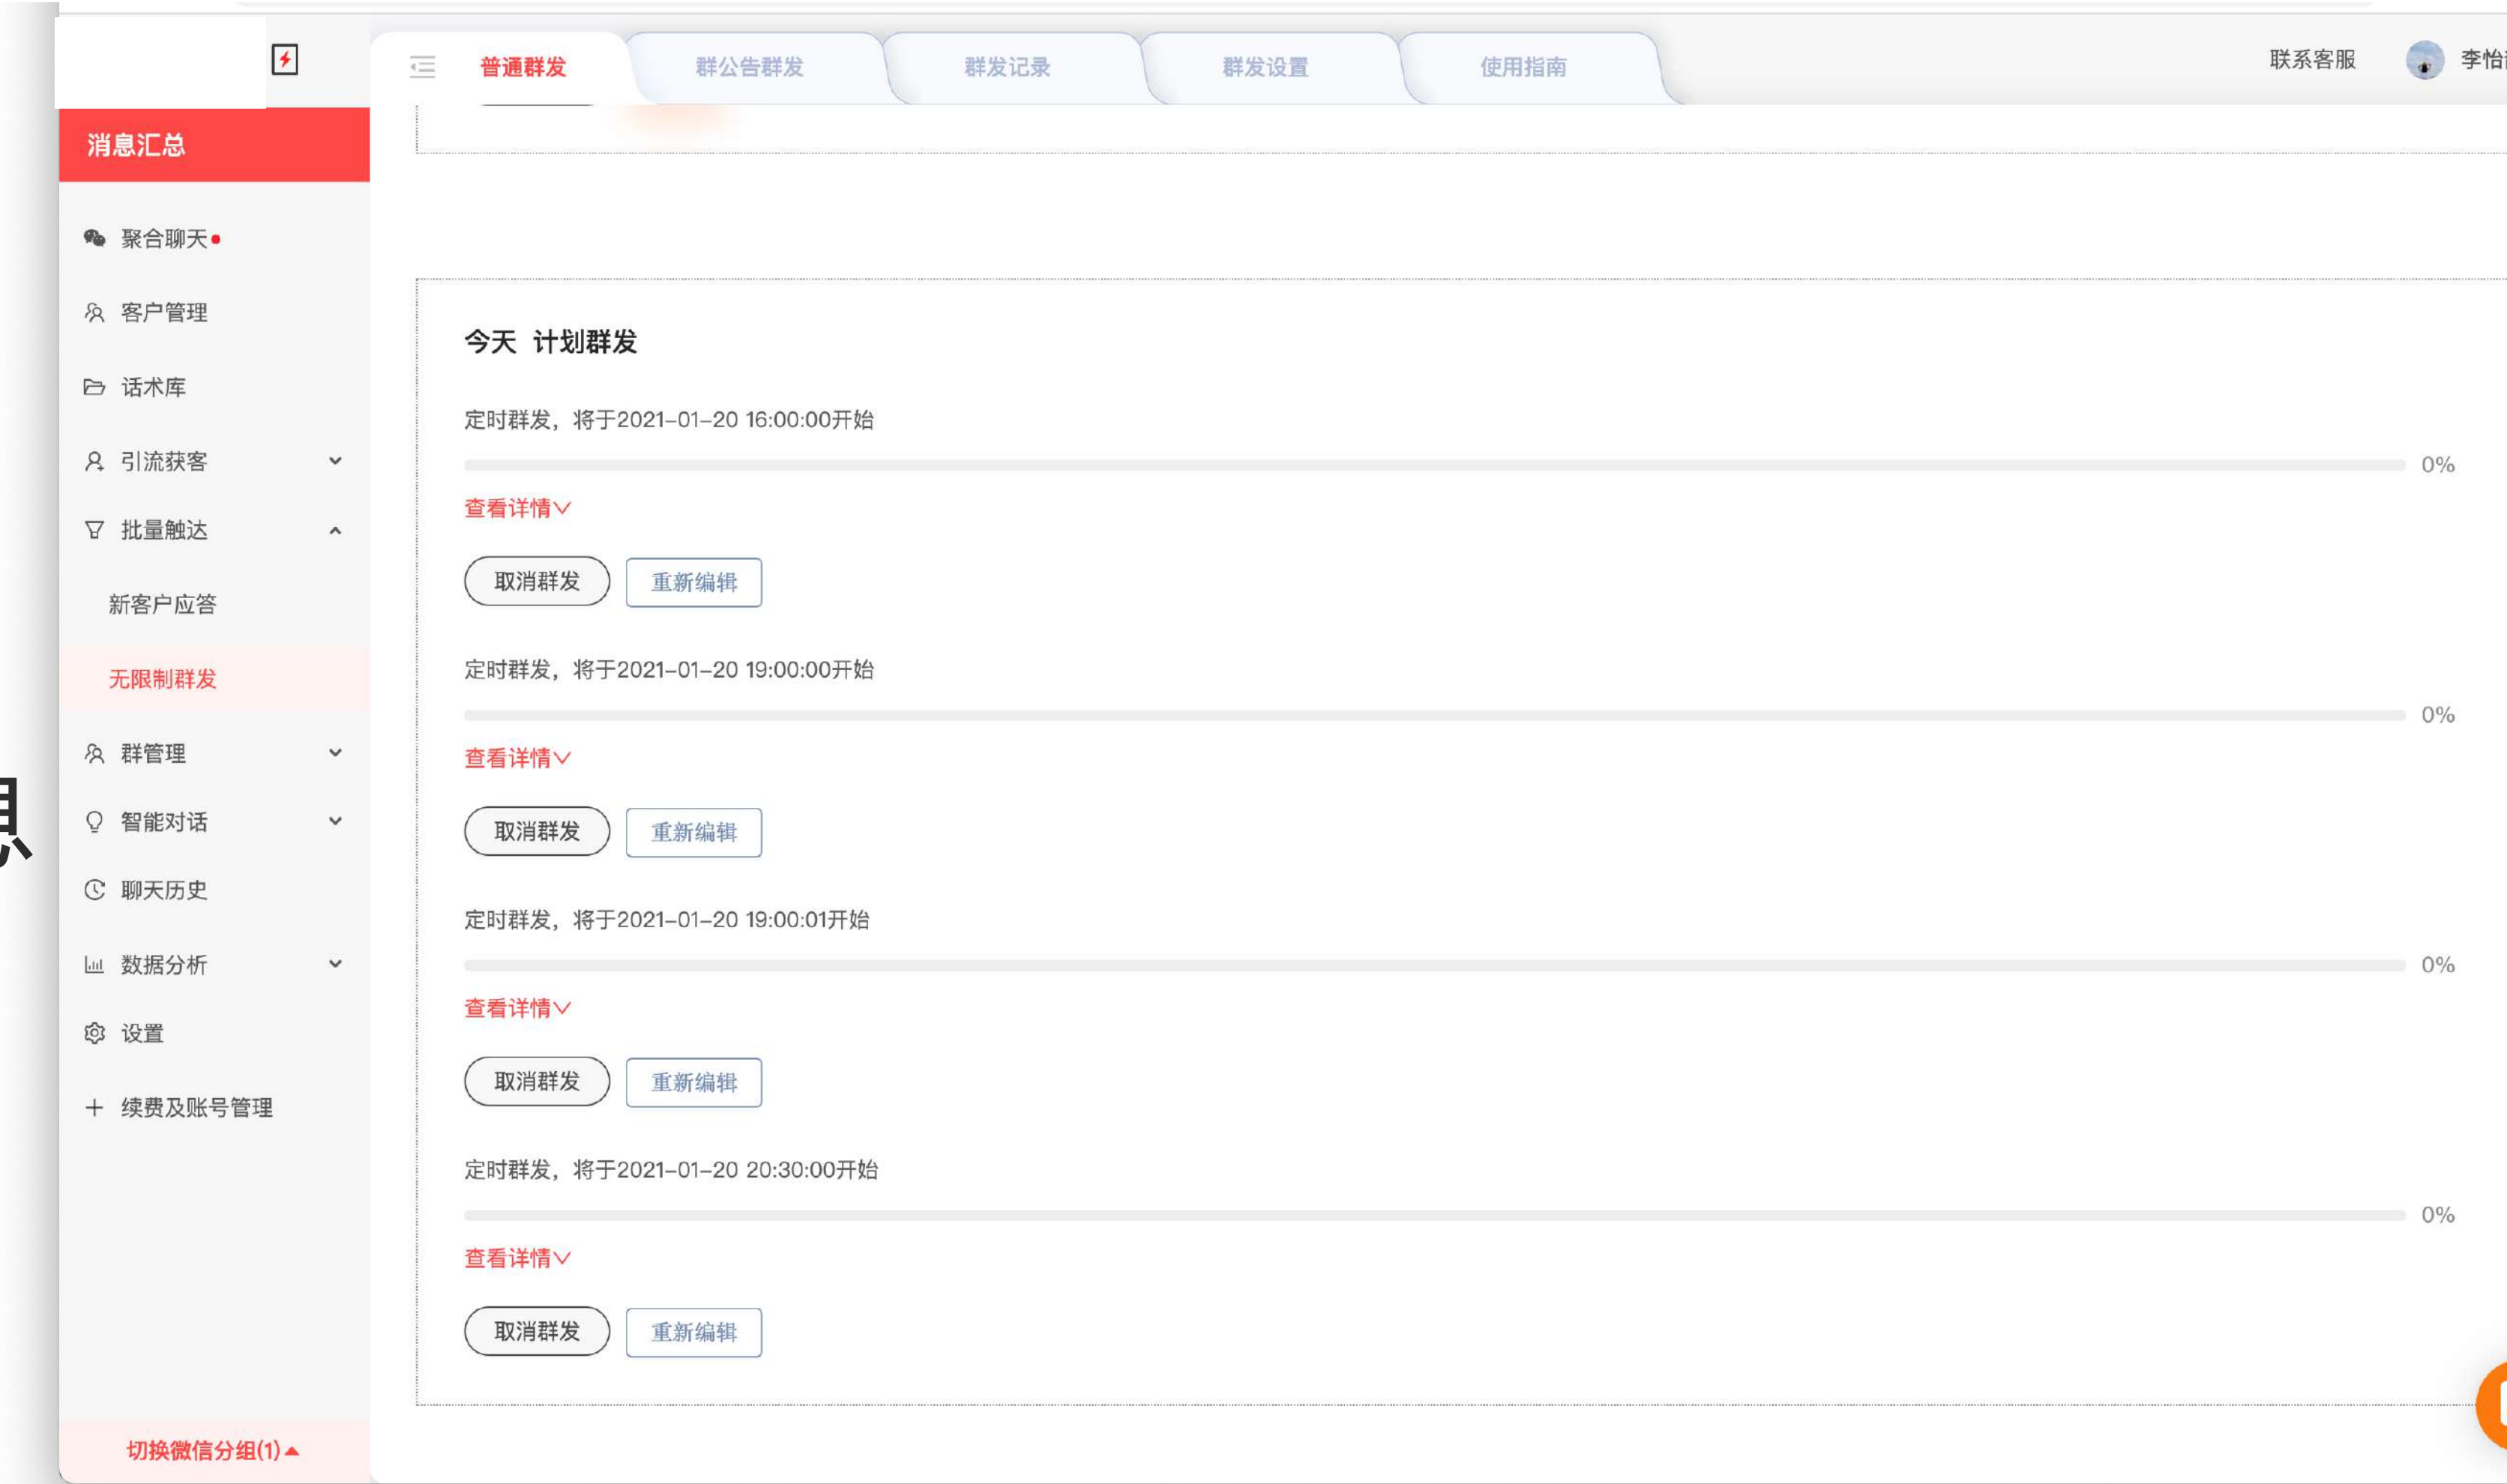 普通群发
群公告群发
群发记录
群发设置
使用指南
联系客服
李怡
消息汇总
聚合聊天
客户管理
话术库
引流获客
批量触达
新客户应答
无限制群发
群管理
智能对话
聊天历史
数据分析
设置
续费及账号管理
切换微信分组(1)
今天 计划群发
定时群发，将于2021-01-20 16:00:00开始
0%
查看详情
取消群发
重新编辑
定时群发，将于2021-01-20 19:00:00开始
0%
查看详情
取消群发
重新编辑
定时群发，将于2021-01-20 19:00:01开始
0%
查看详情
取消群发
重新编辑
定时群发，将于2021-01-20 20:30:00开始
0%
查看详情
取消群发
重新编辑